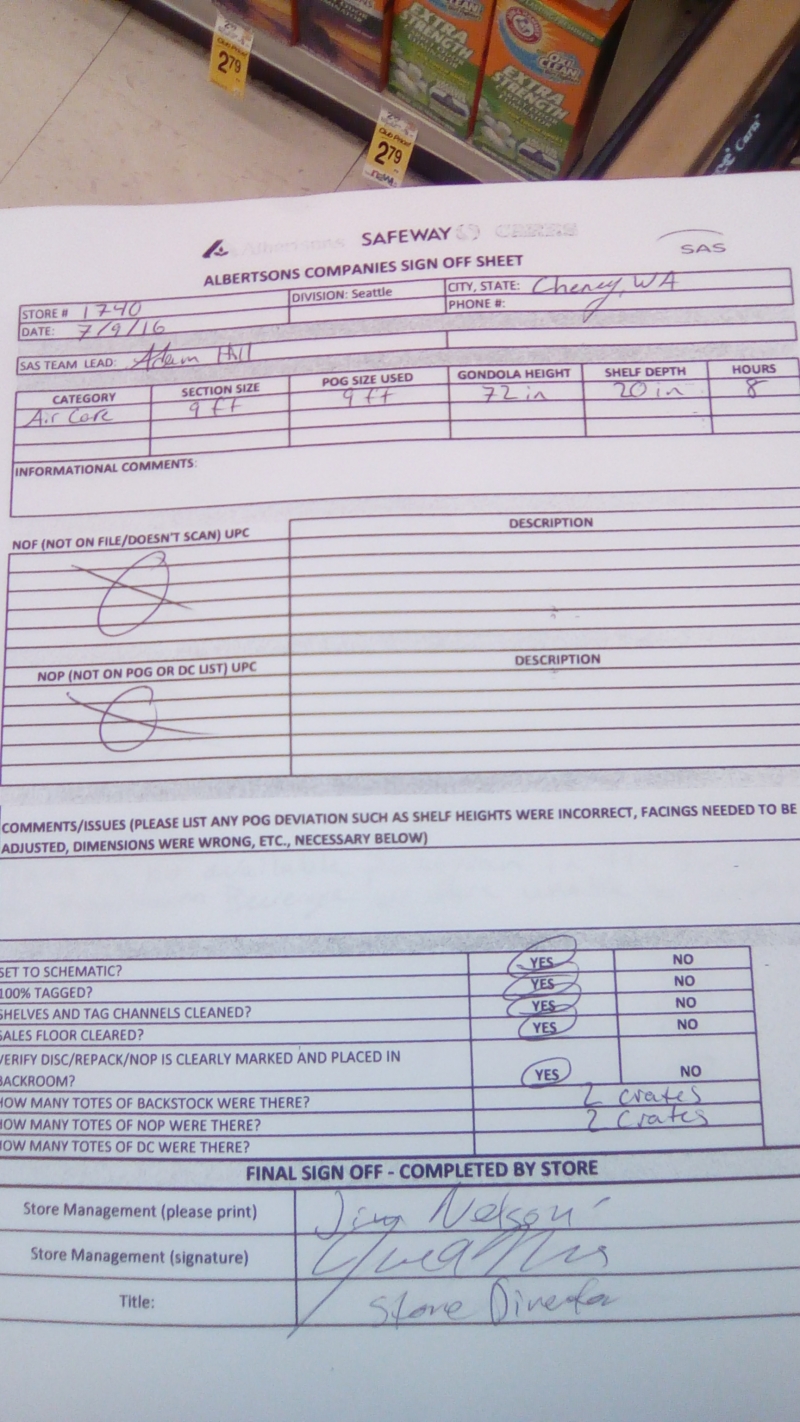 Club Price!
2.79
Club Price!
2.79
EXTRA STRENGTH
ARM & HAMMER
OXI CLEAN
EXTRA STRENGTH
Albertsons SAFEWAY SAS
ALBERTSONS COMPANIES SIGN OFF SHEET
STORE # 1740 DIVISION: Seattle CITY, STATE: Cheney, WA
DATE: 7/9/16 PHONE #:
SAS TEAM LEAD: Adam Hill
CATEGORY SECTION SIZE POG SIZE USED GONDOLA HEIGHT SHELF DEPTH HOURS
Air Care 9 ft 9 ft 72 in 20 in 8
INFORMATIONAL COMMENTS:
NOF (NOT ON FILE/DOESN'T SCAN) UPC DESCRIPTION
NOP (NOT ON POG OR DC LIST) UPC DESCRIPTION
COMMENTS/ISSUES (PLEASE LIST ANY POG DEVIATION SUCH AS SHELF HEIGHTS WERE INCORRECT, FACINGS NEEDED TO BE
ADJUSTED, DIMENSIONS WERE WRONG, ETC., NECESSARY BELOW)
SET TO SCHEMATIC? YES NO
100% TAGGED? YES NO
SHELVES AND TAG CHANNELS CLEANED? YES NO
SALES FLOOR CLEARED? YES NO
VERIFY DISC/REPACK/NOP IS CLEARLY MARKED AND PLACED IN
BACKROOM? YES NO
HOW MANY TOTES OF BACKSTOCK WERE THERE? 2 crates
HOW MANY TOTES OF NOP WERE THERE? 2 crates
HOW MANY TOTES OF DC WERE THERE?
FINAL SIGN OFF - COMPLETED BY STORE
Store Management (please print) Jim Nelson
Store Management (signature)
Title: Store Director